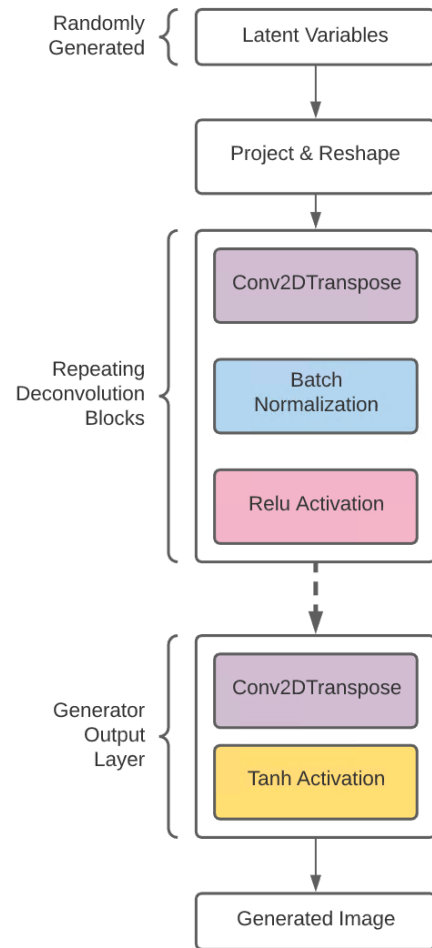 Randomly
Generated
Latent Variables
Project & Reshape
Repeating
Deconvolution
Blocks
Conv2DTranspose
Batch
Normalization
Relu Activation
Generator
Output
Layer
Conv2DTranspose
Tanh Activation
Generated Image